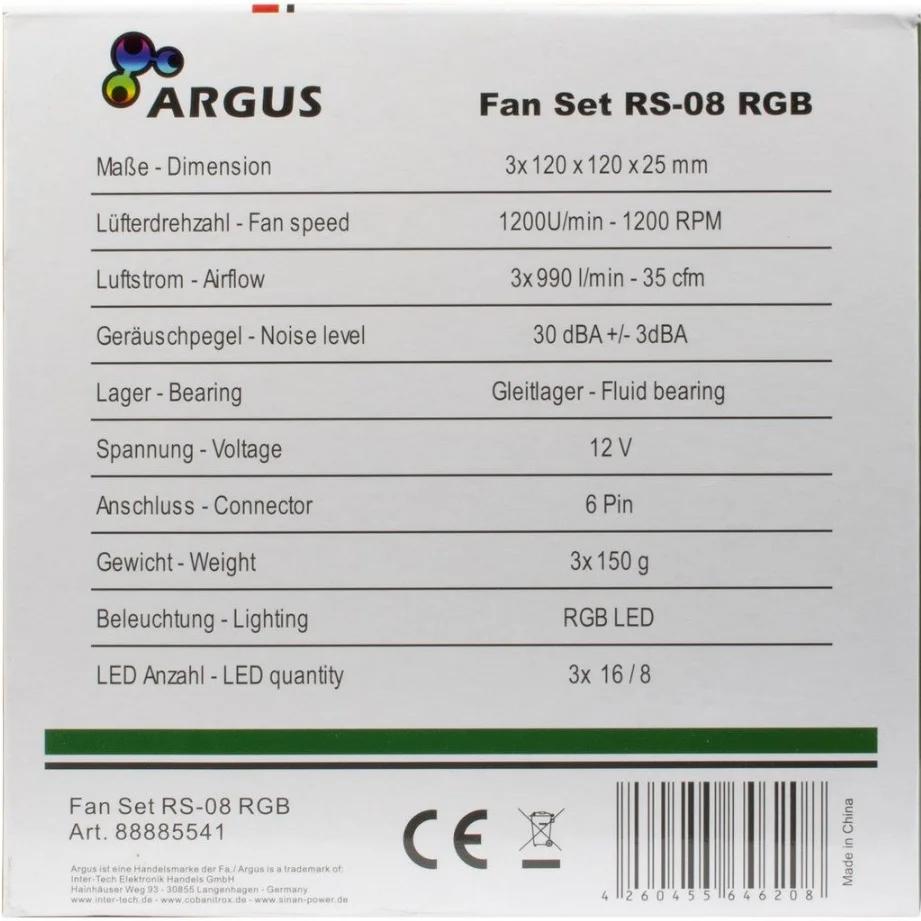 ARGUS
Fan Set RS-08 RGB
Maße - Dimension 3x 120 x 120 x 25 mm
Lüfterdrehzahl - Fan speed 1200U/min - 1200 RPM
Luftstrom - Airflow 3x 990 l/min - 35 cfm
Geräuschpegel - Noise level 30 dBA +/- 3dBA
Lager - Bearing Gleitlager - Fluid bearing
Spannung - Voltage 12 V
Anschluss - Connector 6 Pin
Gewicht - Weight 3x 150 g
Beleuchtung - Lighting RGB LED
LED Anzahl - LED quantity 3x 16 / 8
Fan Set RS-08 RGB
Art. 88885541
Argus ist eine Handelsmarke der Fa./ Argus is a trademark of:
Inter-Tech Elektronik Handels GmbH
Hainhäuser Weg 93 - 30855 Langenhagen - Germany
www.inter-tech.de - www.cobanitrox.de - www.sinan-power.de
CE
4 260455 646208
Made in China